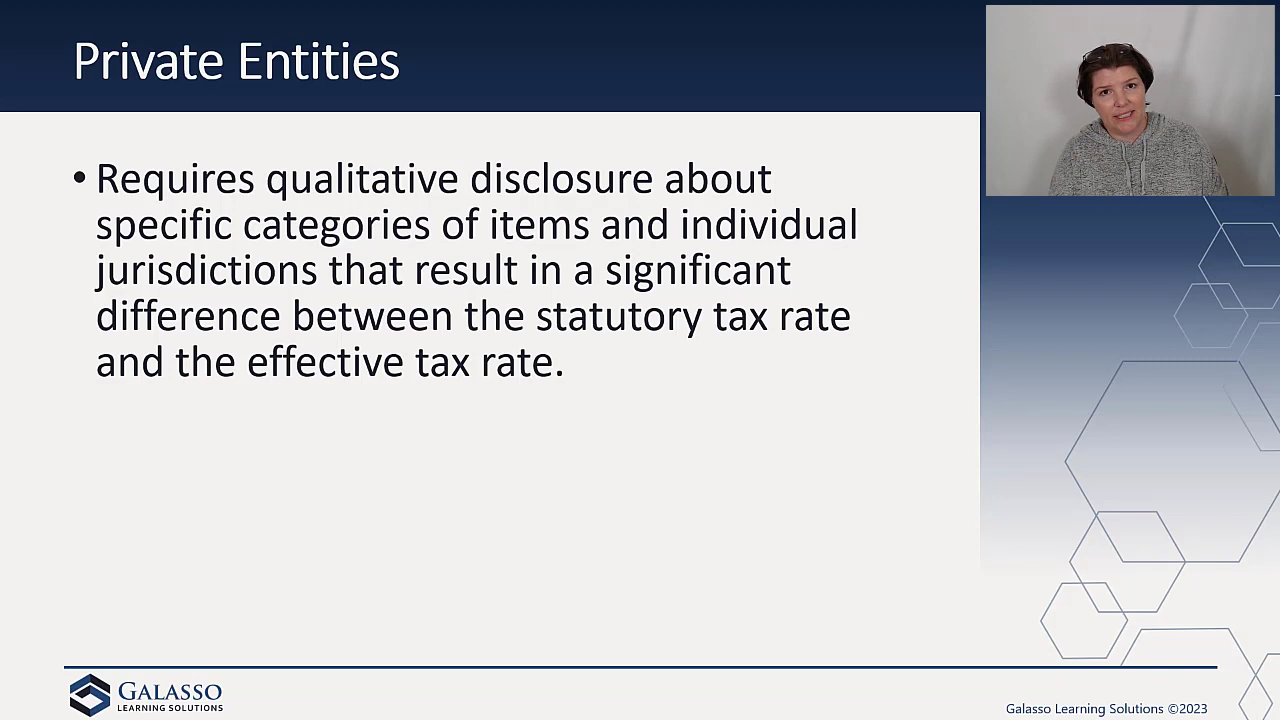 Private Entities
• Requires qualitative disclosure about
specific categories of items and individual
jurisdictions that result in a significant
difference between the statutory tax rate
and the effective tax rate.
GALASSO
LEARNING SOLUTIONS
Galasso Learning Solutions ©2023